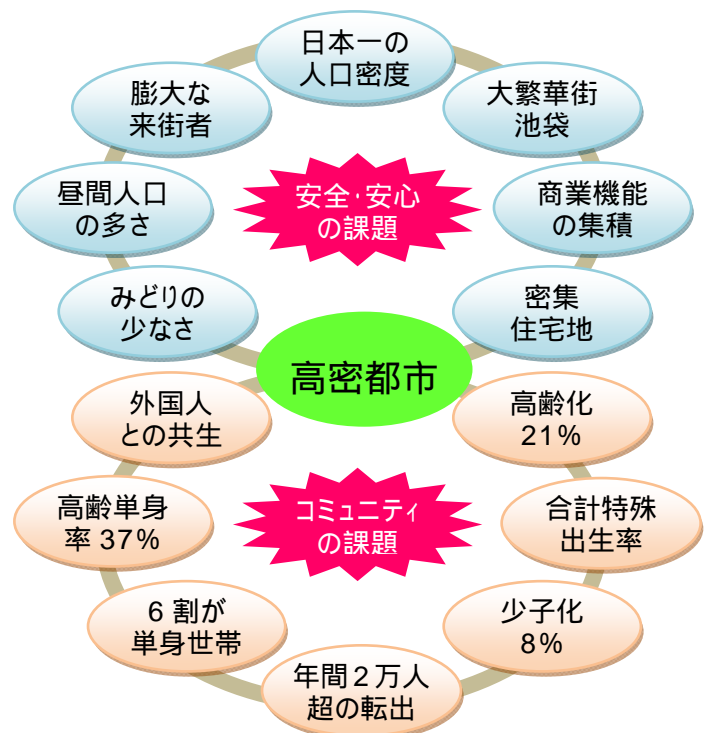 日本一の
人口密度
膨大な
来街者
大繁華街
池袋
昼間人口
の多さ
安全・安心
の課題
商業機能
の集積
みどりの
少なさ
密集
住宅地
高密都市
外国人
との共生
高齢化
21%
高齢単身
率 37%
コミュニティ
の課題
合計特殊
出生率
6 割が
単身世帯
少子化
8%
年間2万人
超の転出